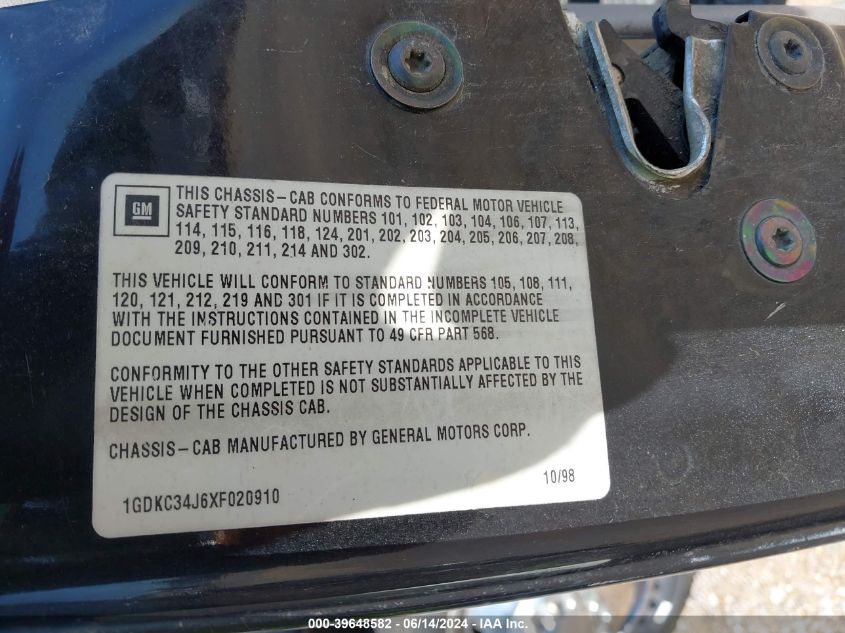 GM
THIS CHASSIS-CAB CONFORMS TO FEDERAL MOTOR VEHICLE
SAFETY STANDARD NUMBERS 101, 102, 103, 104, 106, 107, 113,
114, 115, 116, 118, 124, 201, 202, 203, 204, 205, 206, 207, 208,
209, 210, 211, 214 AND 302.
THIS VEHICLE WILL CONFORM TO STANDARD NUMBERS 105, 108, 111,
120, 121, 212, 219 AND 301 IF IT IS COMPLETED IN ACCORDANCE
WITH THE INSTRUCTIONS CONTAINED IN THE INCOMPLETE VEHICLE
DOCUMENT FURNISHED PURSUANT TO 49 CFR PART 568.
CONFORMITY TO THE OTHER SAFETY STANDARDS APPLICABLE TO THIS
VEHICLE WHEN COMPLETED IS NOT SUBSTANTIALLY AFFECTED BY THE
DESIGN OF THE CHASSIS CAB.
CHASSIS-CAB MANUFACTURED BY GENERAL MOTORS CORP.
10/98
1GDKC34J6XF020910
000-39648582 - 06/14/2024 - IAA Inc.